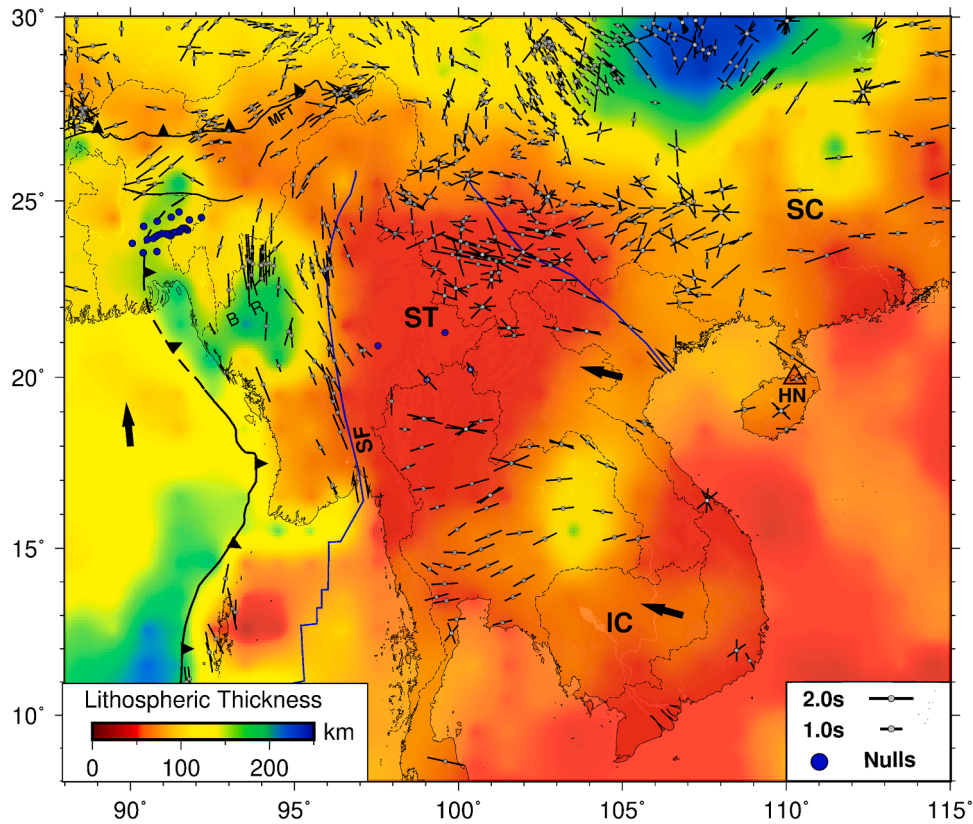 30˚
25˚
20˚
15˚
10˚
MFT
SC
B R
ST
SF
HN
IC
Lithospheric Thickness
km
0 100 200
2.0s
1.0s
Nulls
90˚ 95˚ 100˚ 105˚ 110˚ 115˚